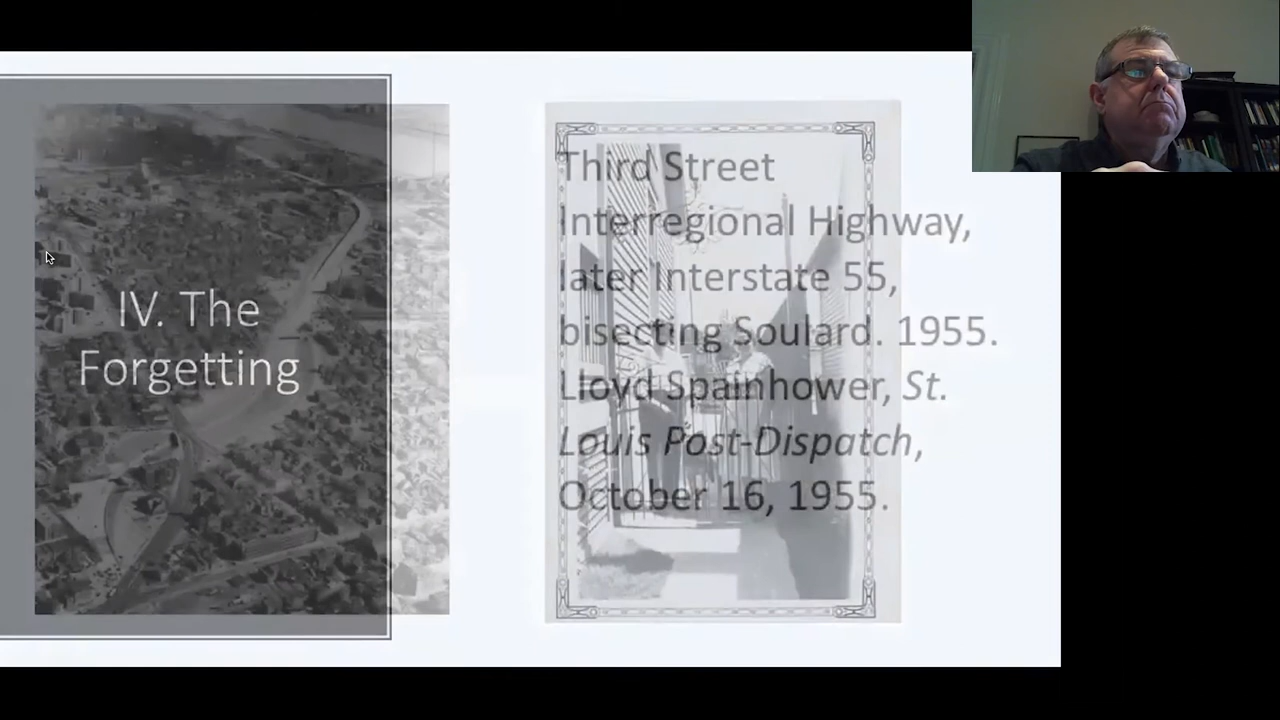 IV. The
Forgetting
Third Street
Interregional Highway,
later Interstate 55,
bisecting Soulard. 1955.
Lloyd Spainhower, St.
Louis Post-Dispatch,
October 16, 1955.